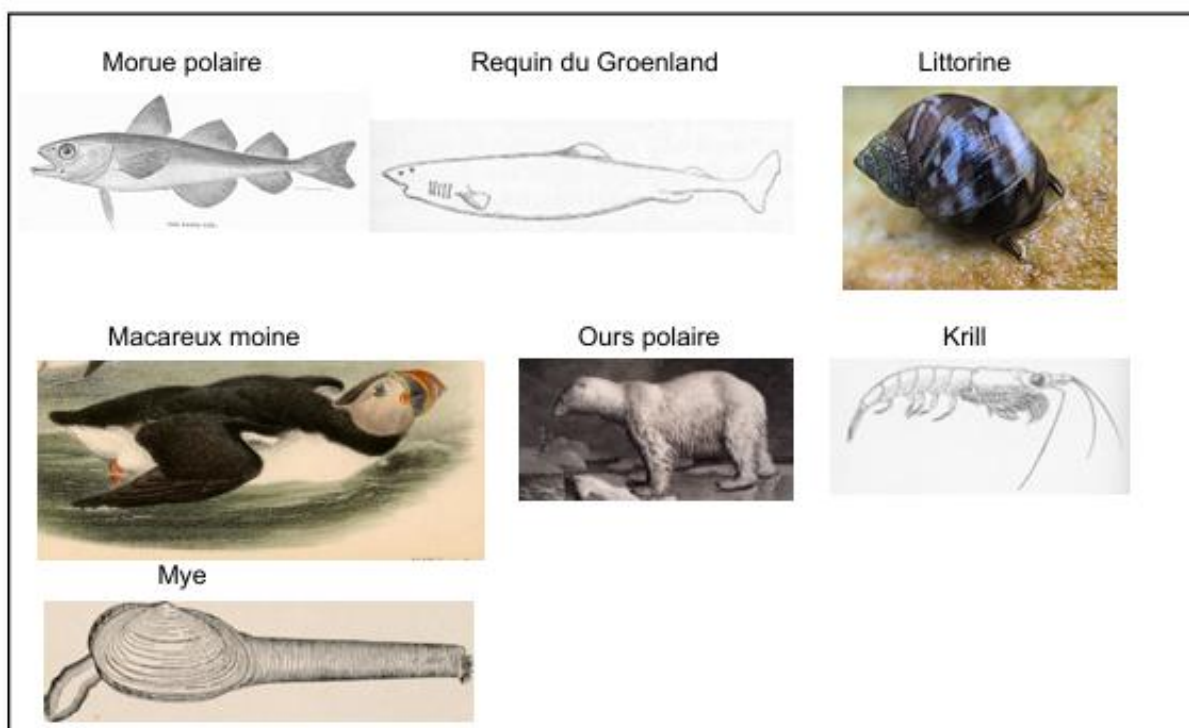 Morue polaire
Requin du Groenland
Littorine
Macareux moine
Ours polaire
Krill
Mye